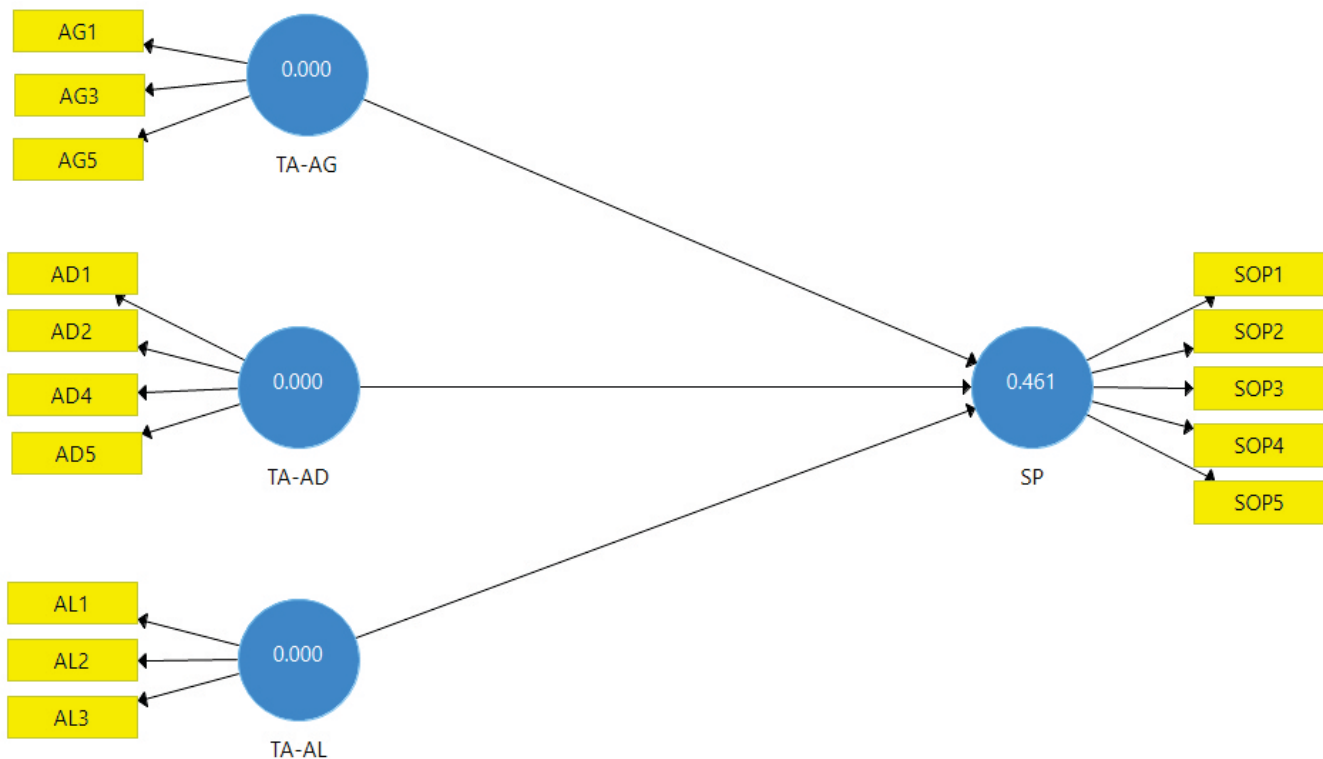 AG1
AG3
AG5
0.000
TA-AG
AD1
AD2
AD4
AD5
0.000
TA-AD
AL1
AL2
AL3
0.000
TA-AL
0.461
SP
SOP1
SOP2
SOP3
SOP4
SOP5